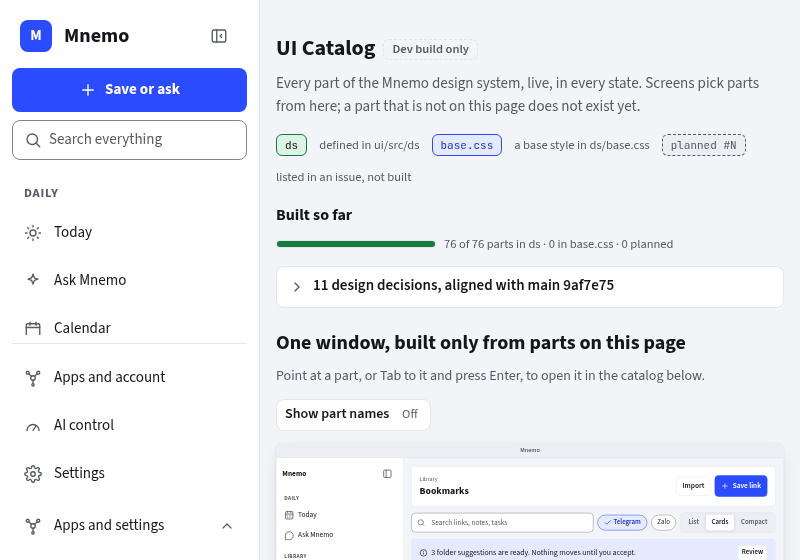 M Mnemo
Save or ask
Search everything
DAILY
Today
Ask Mnemo
Calendar
Apps and account
AI control
Settings
Apps and settings
UI Catalog Dev build only
Every part of the Mnemo design system, live, in every state. Screens pick parts
from here; a part that is not on this page does not exist yet.
ds defined in ui/src/ds base.css a base style in ds/base.css planned #N
listed in an issue, not built
Built so far
76 of 76 parts in ds · 0 in base.css · 0 planned
11 design decisions, aligned with main 9af7e75
One window, built only from parts on this page
Point at a part, or Tab to it and press Enter, to open it in the catalog below.
Show part names Off
Mnemo
Mnemo
DAILY
Today
Ask Mnemo
LIBRARY
Library
Bookmarks
Import Save link
Search links, notes, tasks Telegram Zalo List Cards Compact
3 folder suggestions are ready. Nothing moves until you accept. Review